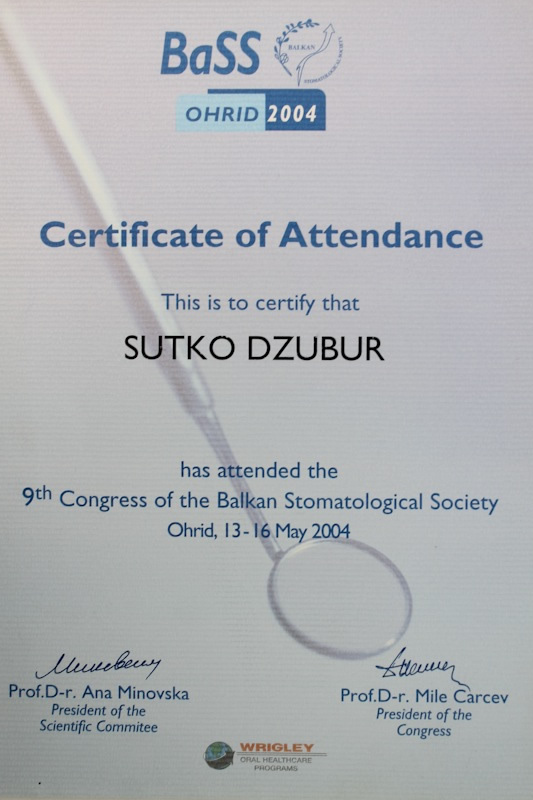 BaSS
BALKAN
STOMATOLOGICAL SOCIETY
OHRID 2004
Certificate of Attendance
This is to certify that
SUTKO DZUBUR
has attended the
9th Congress of the Balkan Stomatological Society
Ohrid, 13-16 May 2004
Prof.D-r. Ana Minovska
President of the
Scientific Commitee
Prof.D-r. Mile Carcev
President of the
Congress
WRIGLEY
ORAL HEALTHCARE
PROGRAMS